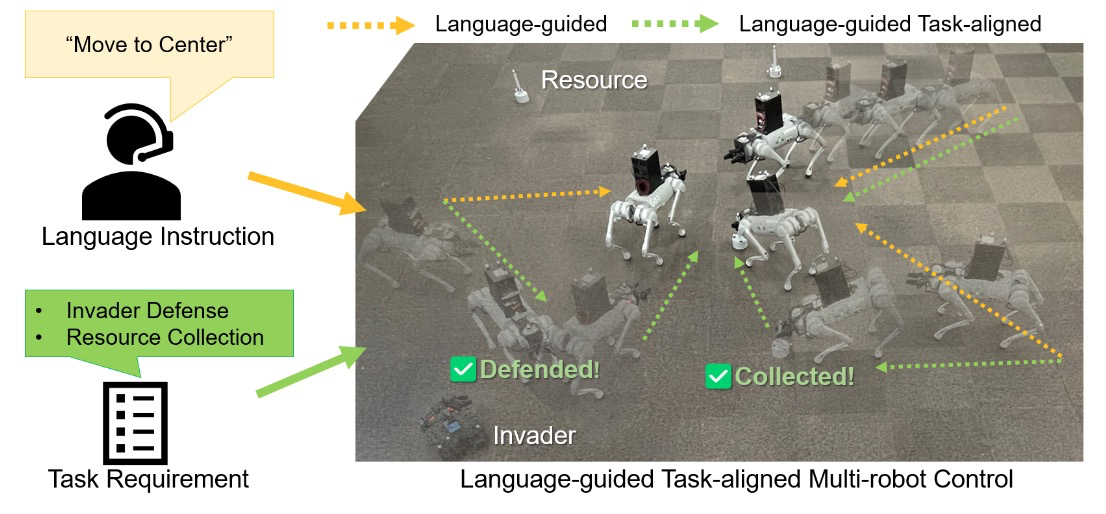 “Move to Center”
Language-guided
Language-guided Task-aligned
Resource
Language Instruction
• Invader Defense
• Resource Collection
Defended!
Collected!
Invader
Task Requirement
Language-guided Task-aligned Multi-robot Control